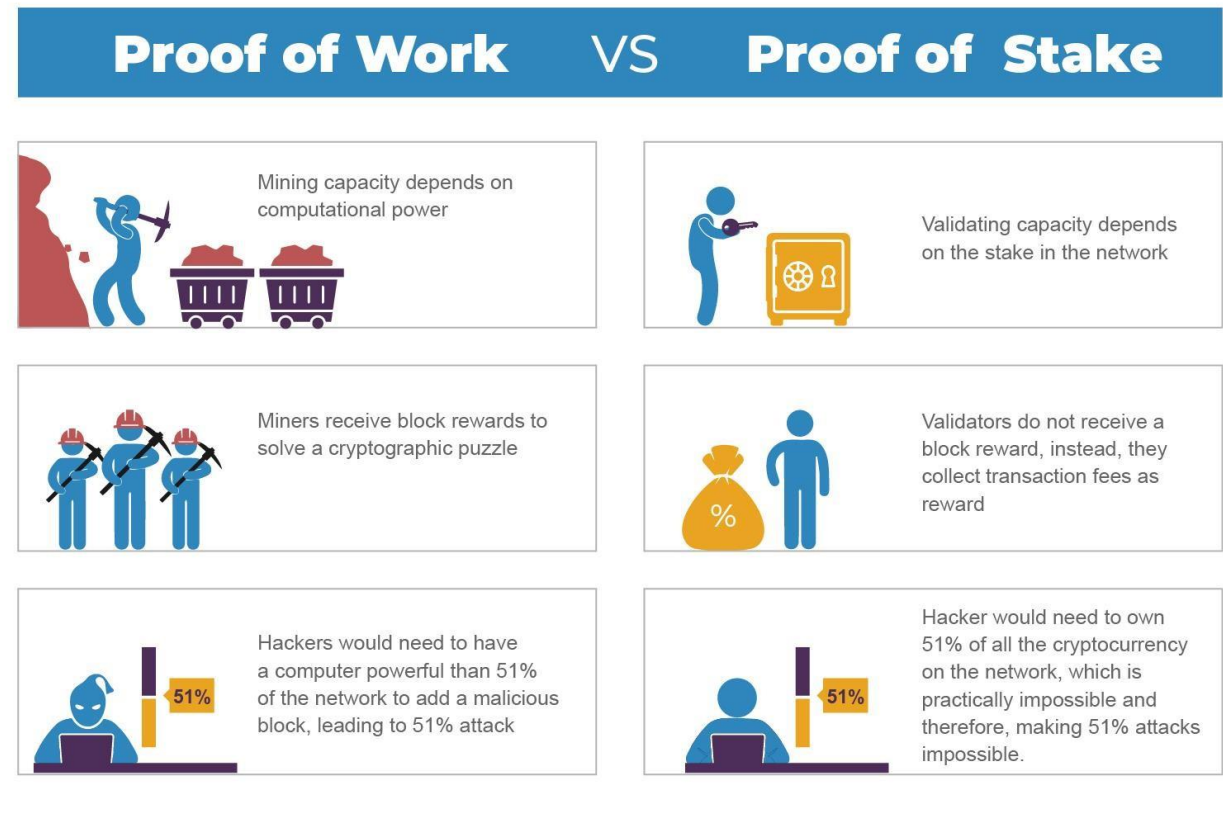 Proof of Work VS Proof of Stake
Mining capacity depends on
computational power
Validating capacity depends
on the stake in the network
Miners receive block rewards to
solve a cryptographic puzzle
%
Validators do not receive a
block reward, instead, they
collect transaction fees as
reward
Hackers would need to have
a computer powerful than 51%
of the network to add a malicious
block, leading to 51% attack
51%
Hacker would need to own
51% of all the cryptocurrency
on the network, which is
practically impossible and
therefore, making 51% attacks
impossible.
51%